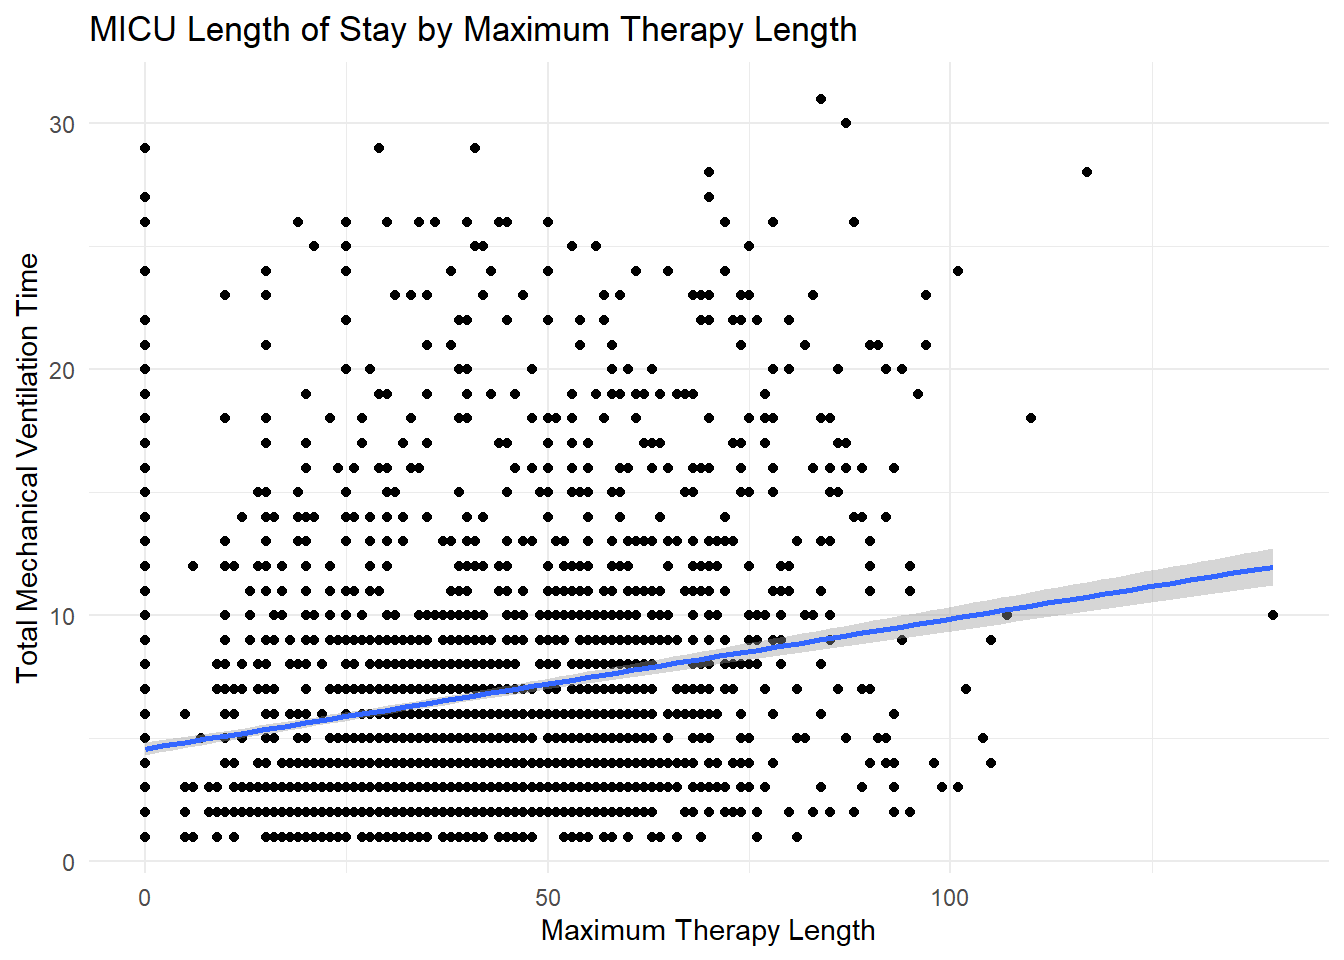 MICU Length of Stay by Maximum Therapy Length
Total Mechanical Ventilation Time
30
20
10
0
0 50 100
Maximum Therapy Length